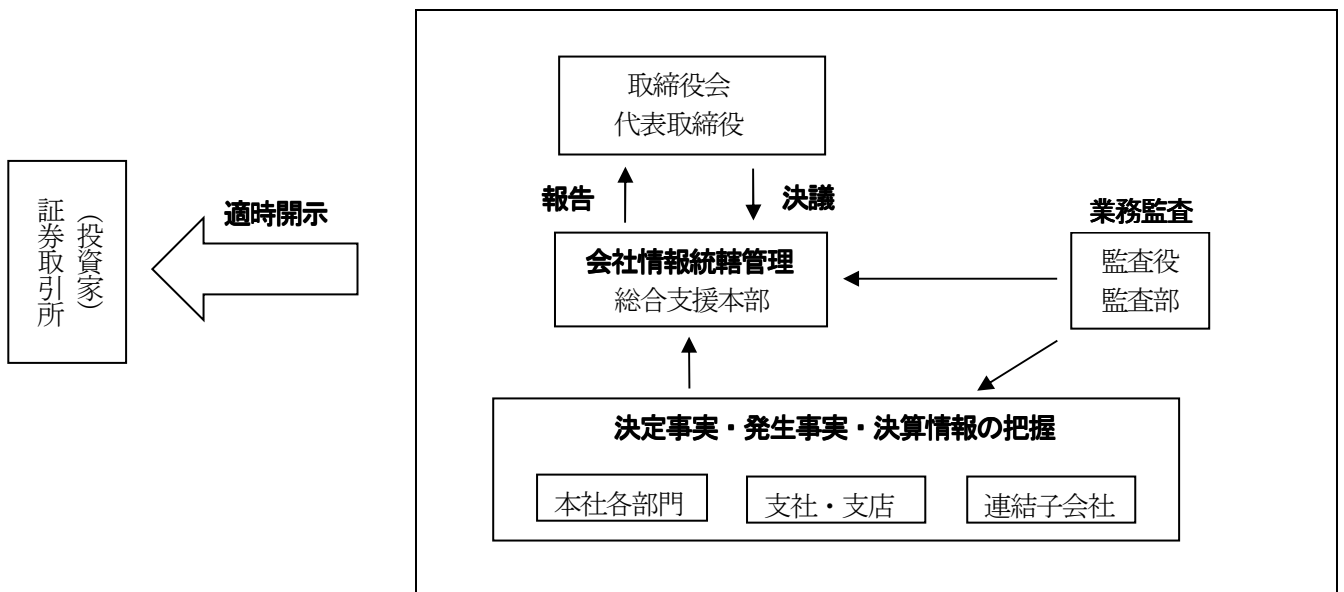 取締役会
代表取締役
報告
決議
適時開示
(投資家)
証券取引所
会社情報統轄管理
総合支援本部
業務監査
監査役
監査部
決定事実・発生事実・決算情報の把握
本社各部門
支社・支店
連結子会社